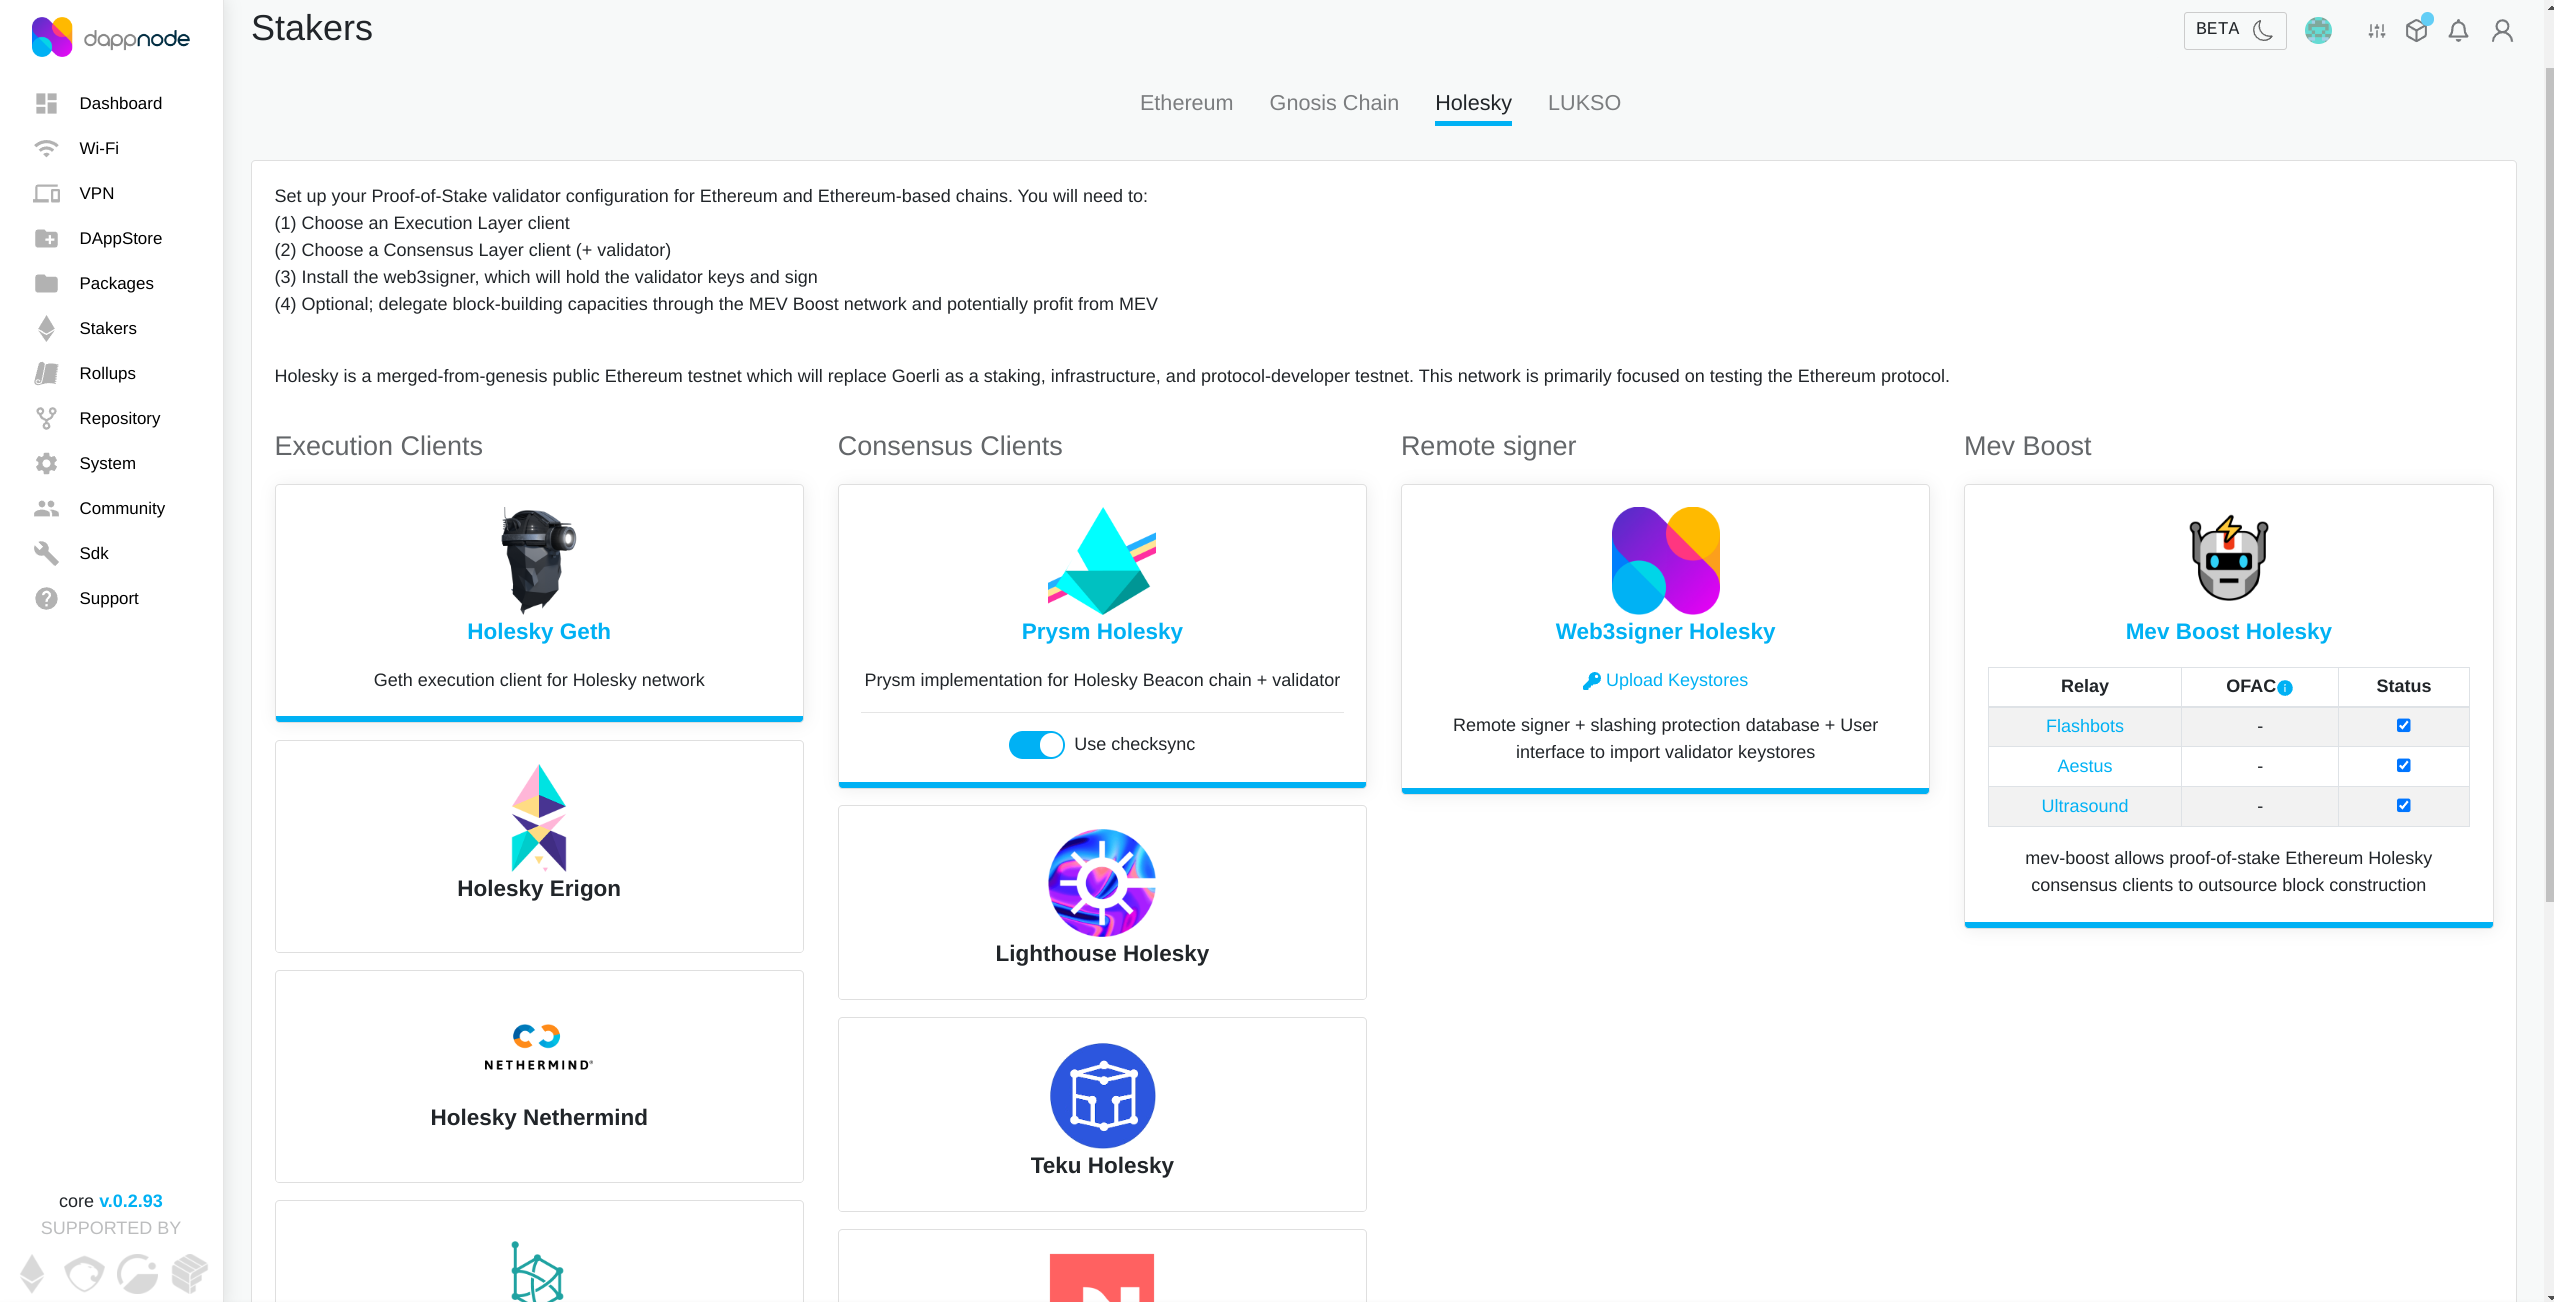 dappnode
Stakers
BETA
Dashboard
Wi-Fi
VPN
DAppStore
Packages
Stakers
Rollups
Repository
System
Community
Sdk
Support
core v.0.2.93
SUPPORTED BY
Ethereum
Gnosis Chain
Holesky
LUKSO
Set up your Proof-of-Stake validator configuration for Ethereum and Ethereum-based chains. You will need to:
(1) Choose an Execution Layer client
(2) Choose a Consensus Layer client (+ validator)
(3) Install the web3signer, which will hold the validator keys and sign
(4) Optional; delegate block-building capacities through the MEV Boost network and potentially profit from MEV
Holesky is a merged-from-genesis public Ethereum testnet which will replace Goerli as a staking, infrastructure, and protocol-developer testnet. This network is primarily focused on testing the Ethereum protocol.
Execution Clients
Holesky Geth
Geth execution client for Holesky network
Holesky Erigon
NETHERMIND®
Holesky Nethermind
Consensus Clients
Prysm Holesky
Prysm implementation for Holesky Beacon chain + validator
Use checksync
Lighthouse Holesky
Teku Holesky
Remote signer
Web3signer Holesky
Upload Keystores
Remote signer + slashing protection database + User
interface to import validator keystores
Mev Boost
Mev Boost Holesky
Relay OFAC Status
Flashbots -
Aestus -
Ultrasound -
mev-boost allows proof-of-stake Ethereum Holesky
consensus clients to outsource block construction